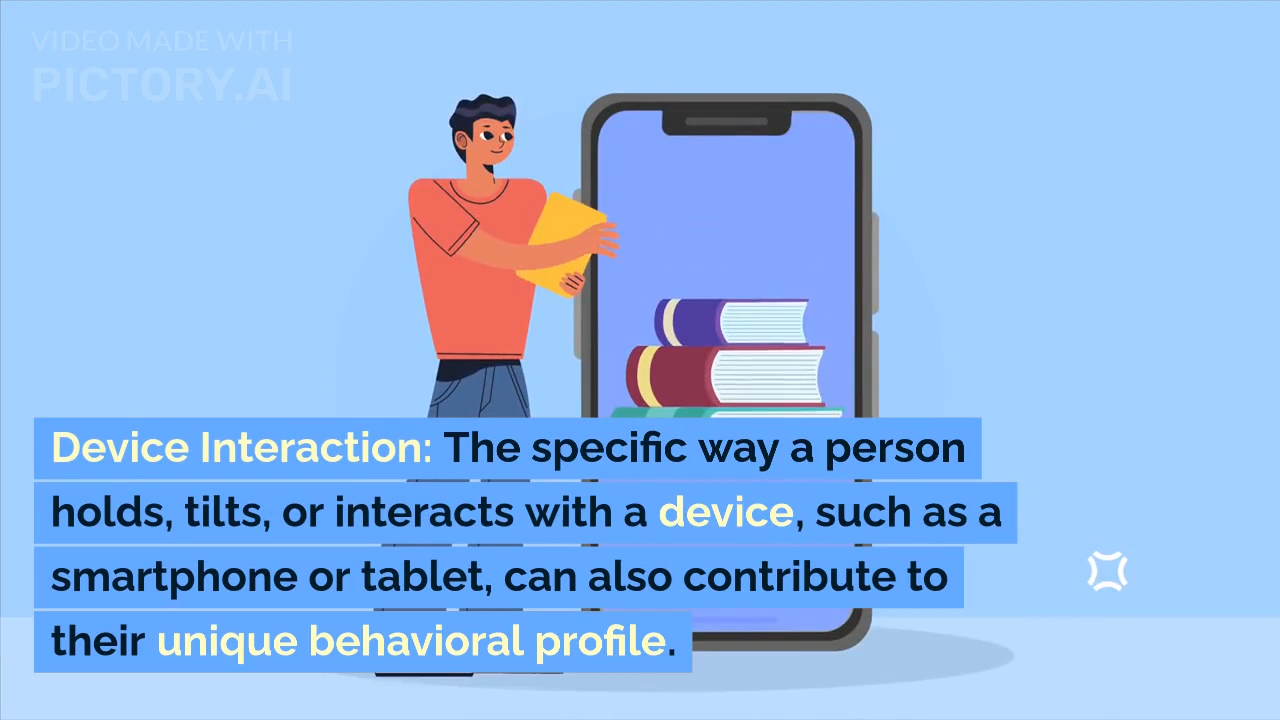 VIDEO MADE WITH
PICTORY.AI
Device Interaction: The specific way a person
holds, tilts, or interacts with a device, such as a
smartphone or tablet, can also contribute to
their unique behavioral profile.